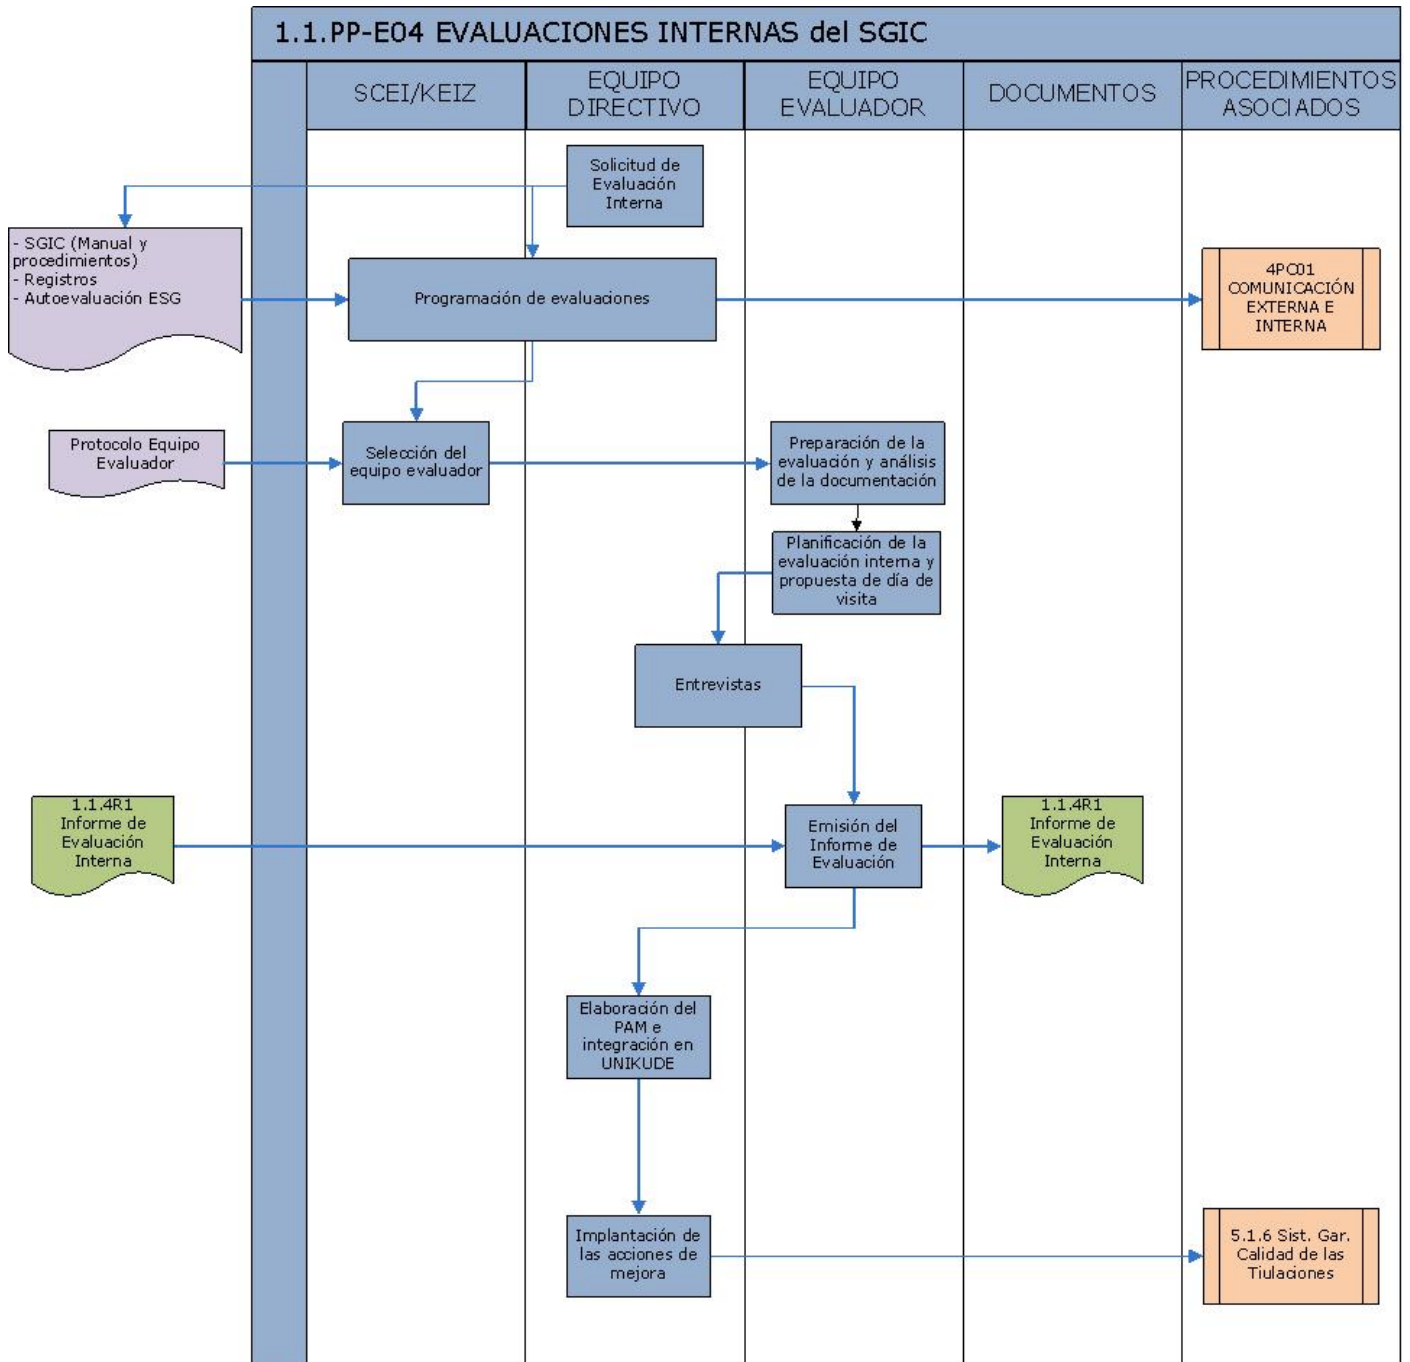 1.1.PP-E04 EVALUACIONES INTERNAS del SGIC
SCEI/KEIZ
EQUIPO
DIRECTIVO
EQUIPO
EVALUADOR
DOCUMENTOS
PROCEDIMIENTOS
ASOCIADOS
Solicitud de
Evaluación
Interna
- SGIC (Manual y
procedimientos)
- Registros
- Autoevaluación ESG
Programación de evaluaciones
4PC01
COMUNICACIÓN
EXTERNA E
INTERNA
Protocolo Equipo
Evaluador
Selección del
equipo evaluador
Preparación de la
evaluación y análisis
de la documentación
Planificación de la
evaluación interna y
propuesta de día de
visita
Entrevistas
1.1.4R1
Informe de
Evaluación
Interna
Emisión del
Informe de
Evaluación
1.1.4R1
Informe de
Evaluación
Interna
Elaboración del
PAM e
integración en
UNIKUDE
Implantación de
las acciones de
mejora
5.1.6 Sist. Gar.
Calidad de las
Tiulaciones